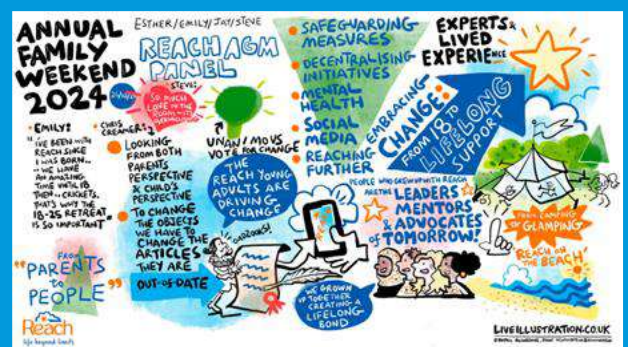 ANNUAL
FAMILY
WEEKEND
2024
ESTHER/EMILY/JAY/STEVE
REACH AGM
PANEL
STEVE:
SO MUCH
LOVE IN THE
ROOM WITH
EMILY:
"I'VE BEEN WITH
REACH SINCE
I WAS BORN...
WE HAVE
AN AMAZING
TIME UNTIL 18
THEN... CRICKETS,
THAT'S WHY THE
18-25 RETREAT
IS SO IMPORTANT
"FROM
PARENTS
TO
PEOPLE"
Reach
life beyond limits
CHRIS
CREAMER:
LOOKING
FROM BOTH
PARENTS
PERSPECTIVE
& CHILD'S
PERSPECTIVE
TO CHANGE
THE OBJECTS
WE HAVE TO
CHANGE THE
ARTICLES
THEY ARE
OUT-OF-DATE
UNANIMOUS
VOTE FOR CHANGE
THE
REACH YOUNG
ADULTS ARE
DRIVING
CHANGE
GADZOOKS!
SAFEGUARDING
MEASURES
DECENTRALISING
INITIATIVES
MENTAL
HEALTH
SOCIAL
MEDIA
REACHING
FURTHER
EMBRACING
CHANGE:
FROM 18 TO
LIFELONG
SUPPORT
EXPERTS &
LIVED
EXPERIENCE
PEOPLE WHO GREW UP WITH REACH
ARE THE LEADERS
MENTORS
& ADVOCATES
OF TOMORROW!
WE GROWN
UP TOGETHER
CREATING A
LIFELONG
BOND
FROM CAMPING
TO GLAMPING
REACH ON
THE BEACH!
LIVEILLUSTRATION.CO.UK